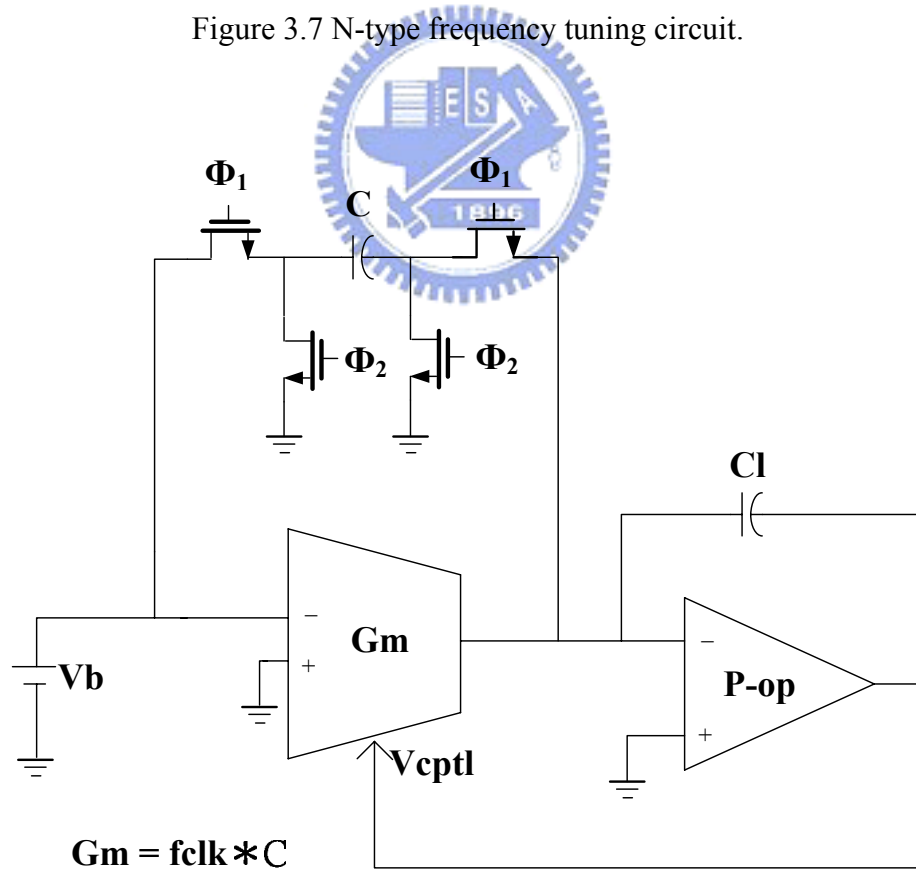 Figure 3.7 N-type frequency tuning circuit.
E S A
1896
Φ1
Φ1
C
Φ2
Φ2
Cl
−
Gm
+
Vb
−
P-op
+
Vcptl
Gm = fclk*C